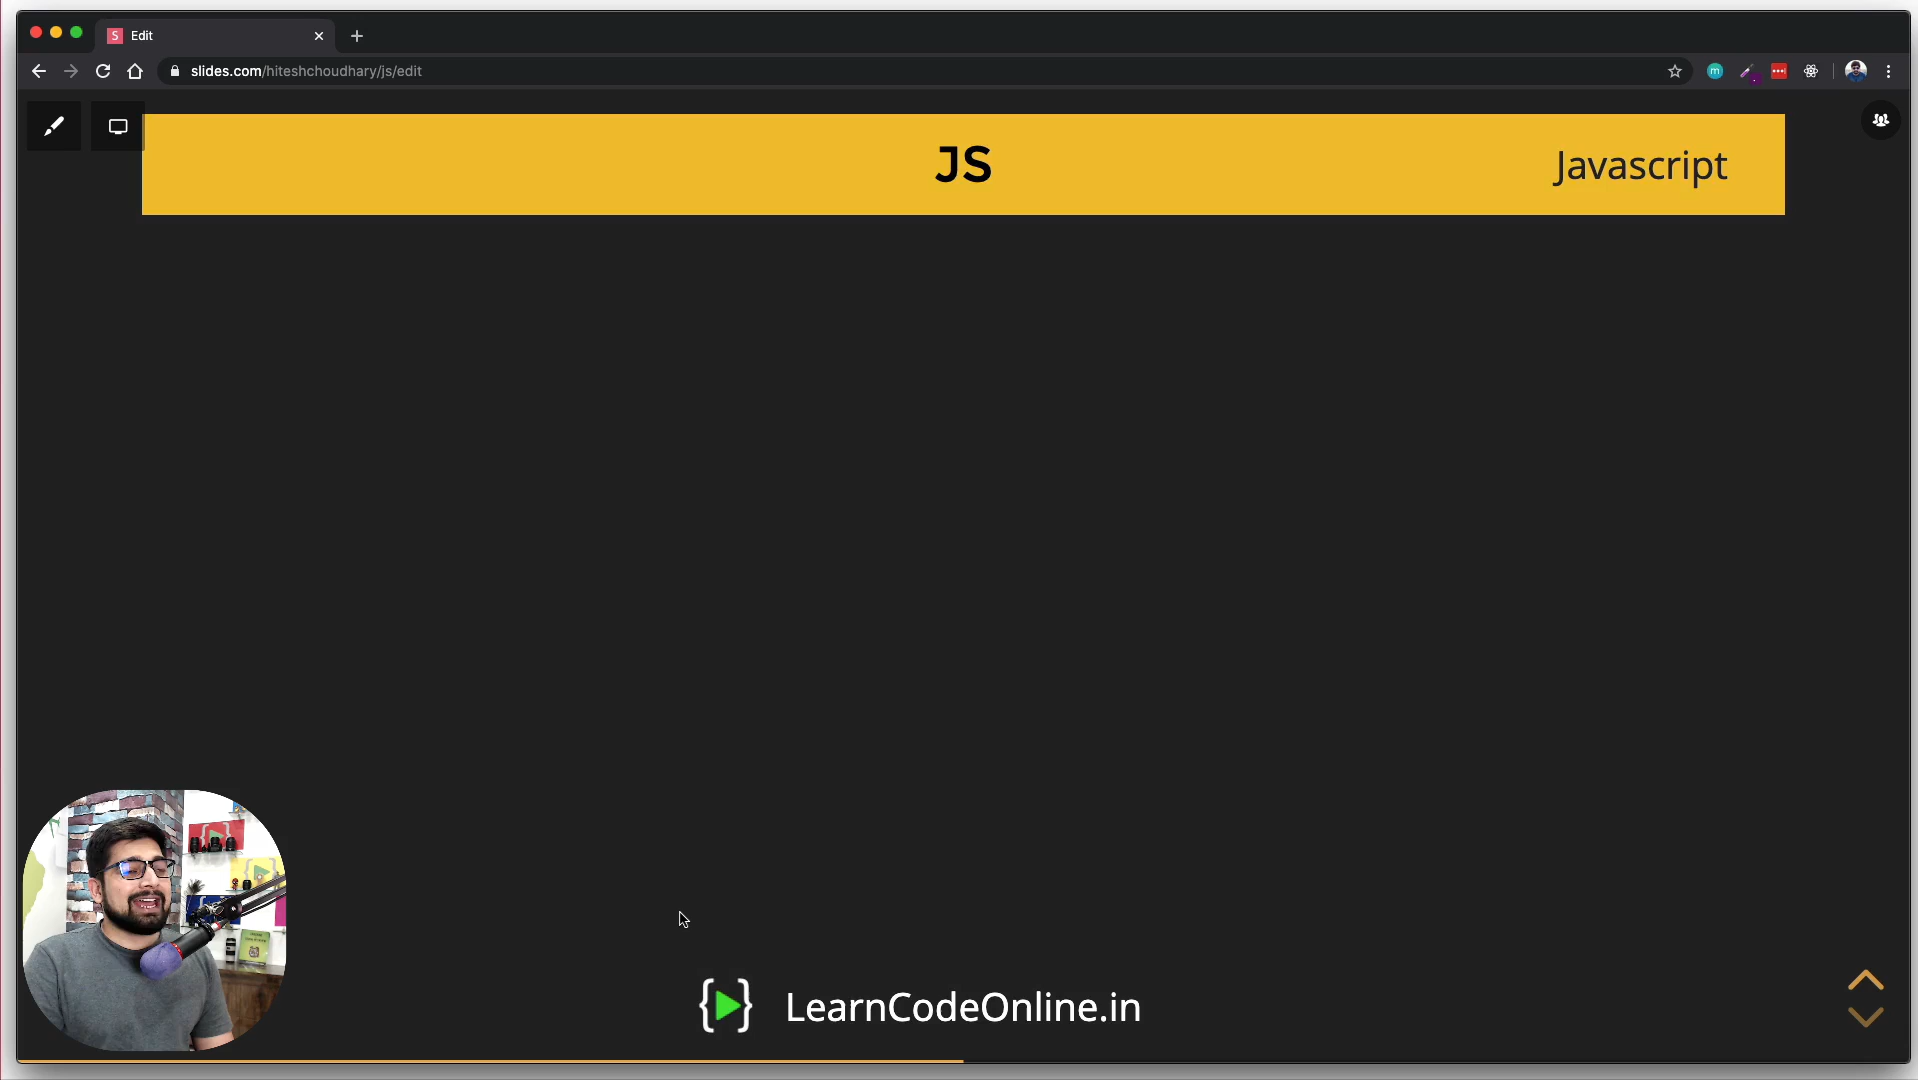 S Edit
slides.com/hiteshchoudhary/js/edit
m
JS
Javascript
LearnCodeOnline.in